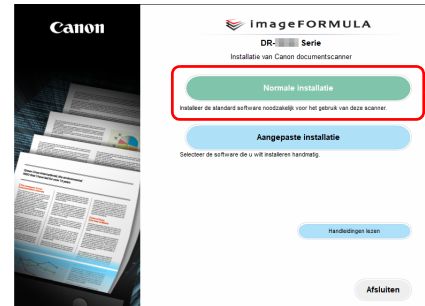 Canon
imageFORMULA
DR- Serie
Installatie van Canon documentscanner
Normale installatie
Installeer de standard software noodzakelijk voor het gebruik van deze scanner.
Aangepaste installatie
Selecteer de software die u wilt installeren handmatig.
Handleidingen lezen
Afsluiten